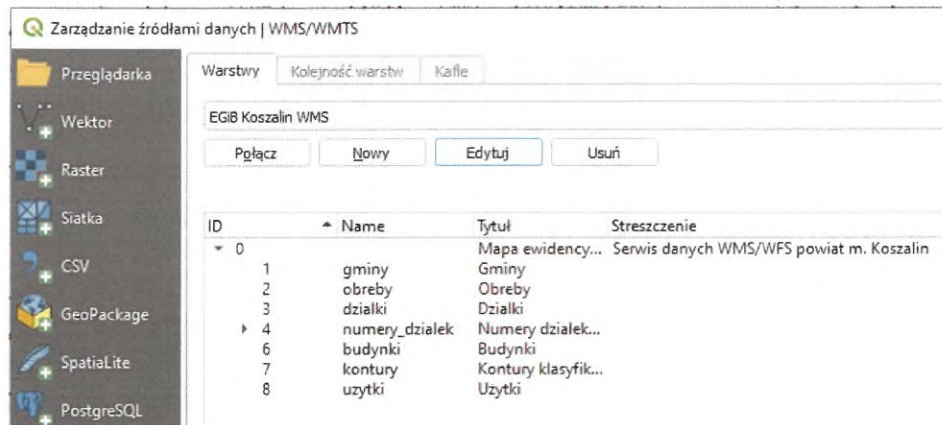 Zarządzanie źródłami danych | WMS/WMTS
Przeglądarka
Wektor
Raster
Siatka
CSV
GeoPackage
SpatiaLite
PostgreSQL
Warstwy Kolejność warstw Kafle
EGiB Koszalin WMS
Połącz Nowy Edytuj Usuń
ID Name Tytuł Streszczenie
0 Mapa ewidency... Serwis danych WMS/WFS powiat m. Koszalin
1 gminy Gminy
2 obreby Obreby
3 dzialki Dzialki
4 numery_dzialek Numery dzialek...
6 budynki Budynki
7 kontury Kontury klasyfik...
8 uzytki Użytki